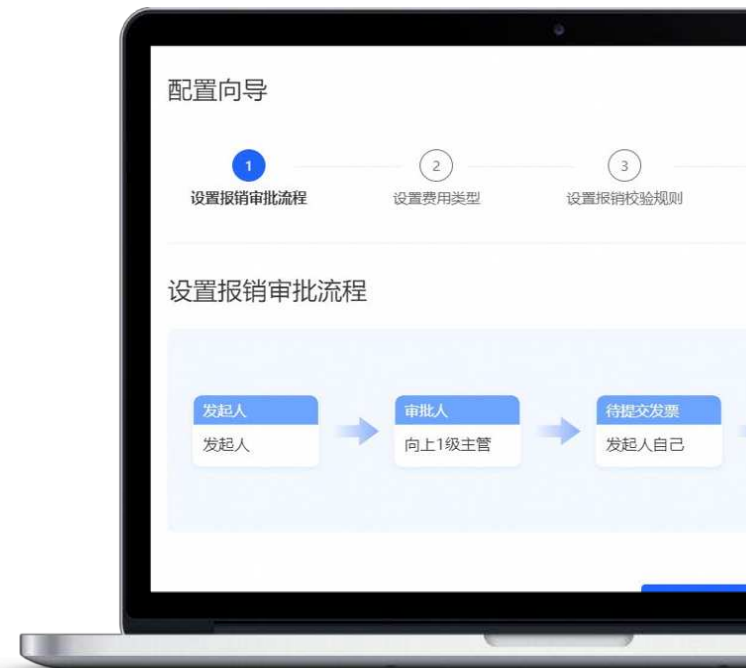 配置向导
1
2
3
设置报销审批流程
设置费用类型
设置报销校验规则
设置报销审批流程
发起人
审批人
待提交发票
发起人
向上1级主管
发起人自己